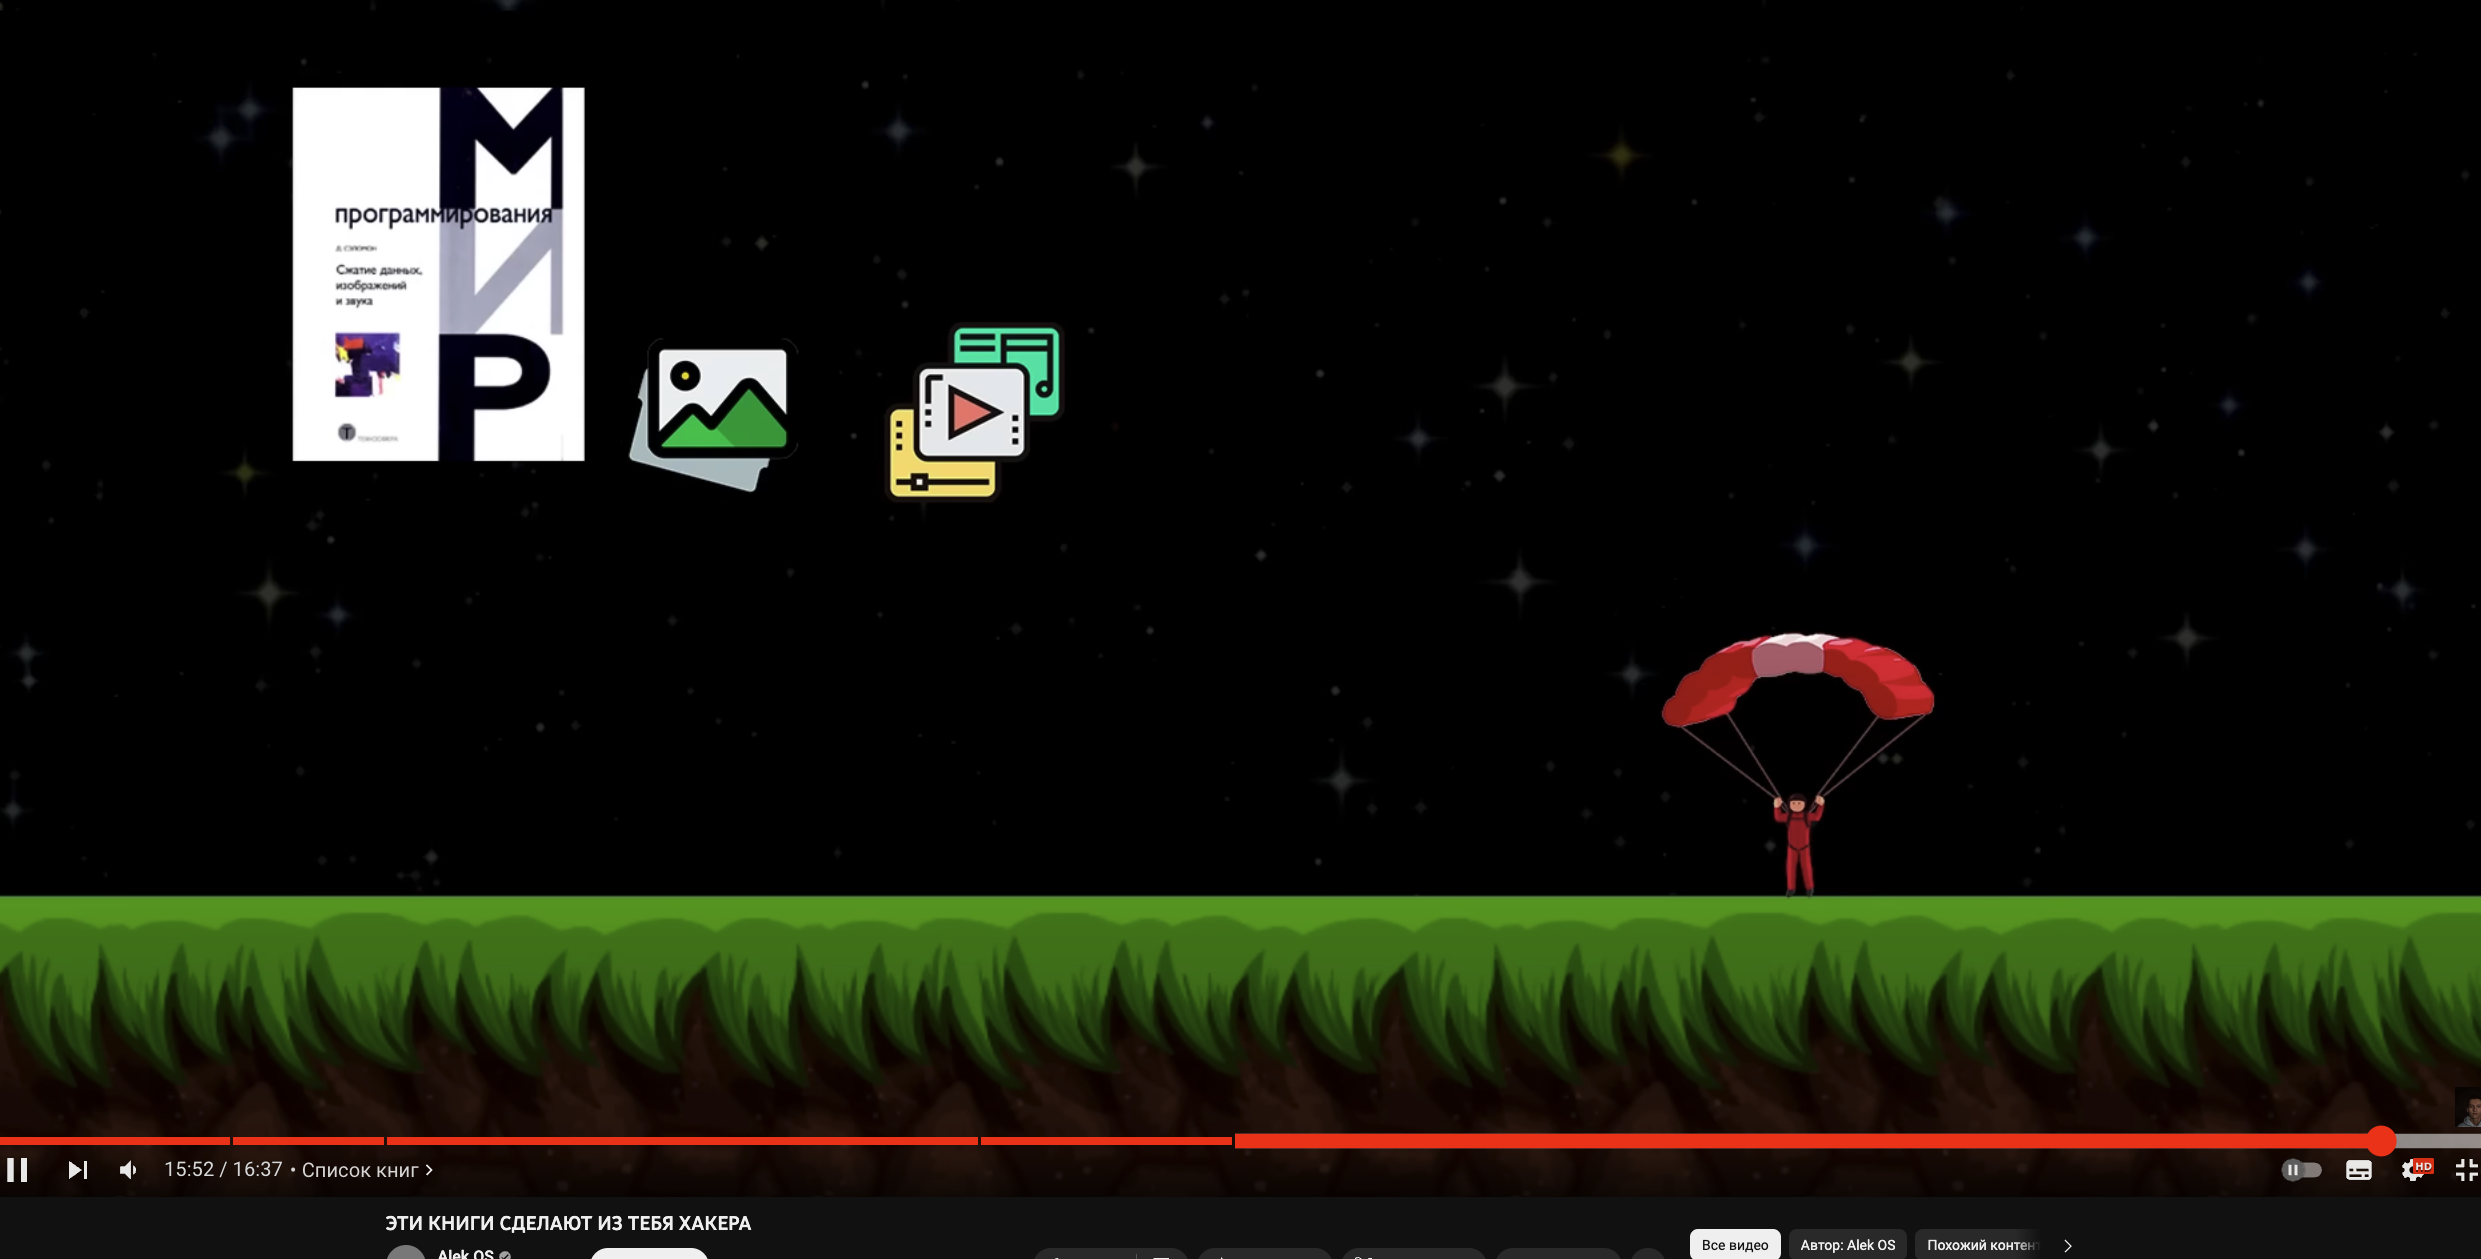 МИР
программирования
Д. СЭЛОМОН
Сжатие данных,
изображений
и звука
ТЕХНОСФЕРА
15:52 / 16:37 • Список книг
HD
ЭТИ КНИГИ СДЕЛАЮТ ИЗ ТЕБЯ ХАКЕРА
Alek OS
Все видео
Автор: Alek OS
Похожий контент